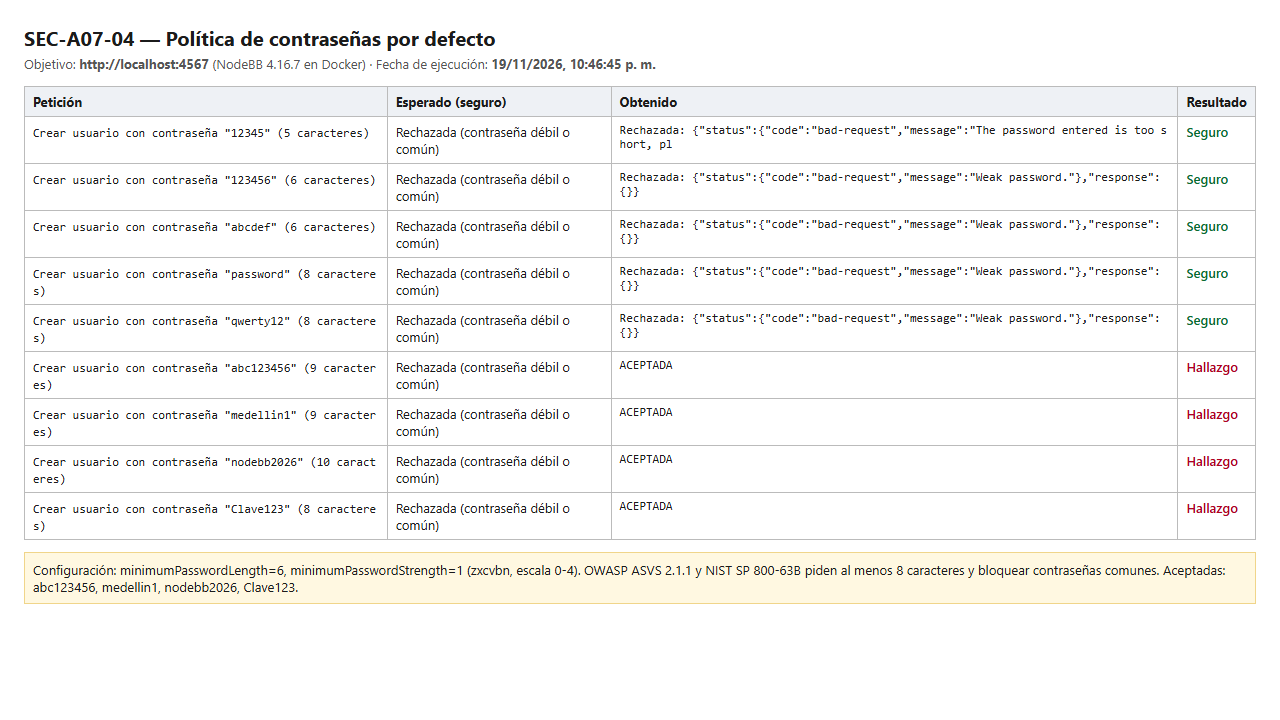 SEC-A07-04 — Política de contraseñas por defecto
Objetivo: http://localhost:4567 (NodeBB 4.16.7 en Docker) · Fecha de ejecución: 19/11/2026, 10:46:45 p. m.
Petición Esperado (seguro) Obtenido Resultado
Crear usuario con contraseña "12345" (5 caracteres)
Rechazada (contraseña débil o
común)
Rechazada: {"status":{"code":"bad-request","message":"The password entered is too s
hort, pl
Seguro
Crear usuario con contraseña "123456" (6 caracteres)
Rechazada (contraseña débil o
común)
Rechazada: {"status":{"code":"bad-request","message":"Weak password."},"response":
{}}
Seguro
Crear usuario con contraseña "abcdef" (6 caracteres)
Rechazada (contraseña débil o
común)
Rechazada: {"status":{"code":"bad-request","message":"Weak password."},"response":
{}}
Seguro
Crear usuario con contraseña "password" (8 caractere
s)
Rechazada (contraseña débil o
común)
Rechazada: {"status":{"code":"bad-request","message":"Weak password."},"response":
{}}
Seguro
Crear usuario con contraseña "qwerty12" (8 caractere
s)
Rechazada (contraseña débil o
común)
Rechazada: {"status":{"code":"bad-request","message":"Weak password."},"response":
{}}
Seguro
Crear usuario con contraseña "abc123456" (9 caracter
es)
Rechazada (contraseña débil o
común)
ACEPTADA
Hallazgo
Crear usuario con contraseña "medellin1" (9 caracter
es)
Rechazada (contraseña débil o
común)
ACEPTADA
Hallazgo
Crear usuario con contraseña "nodebb2026" (10 caract
eres)
Rechazada (contraseña débil o
común)
ACEPTADA
Hallazgo
Crear usuario con contraseña "Clave123" (8 caractere
s)
Rechazada (contraseña débil o
común)
ACEPTADA
Hallazgo
Configuración: minimumPasswordLength=6, minimumPasswordStrength=1 (zxcvbn, escala 0-4). OWASP ASVS 2.1.1 y NIST SP 800-63B piden al menos 8 caracteres y bloquear contraseñas comunes. Aceptadas:
abc123456, medellin1, nodebb2026, Clave123.